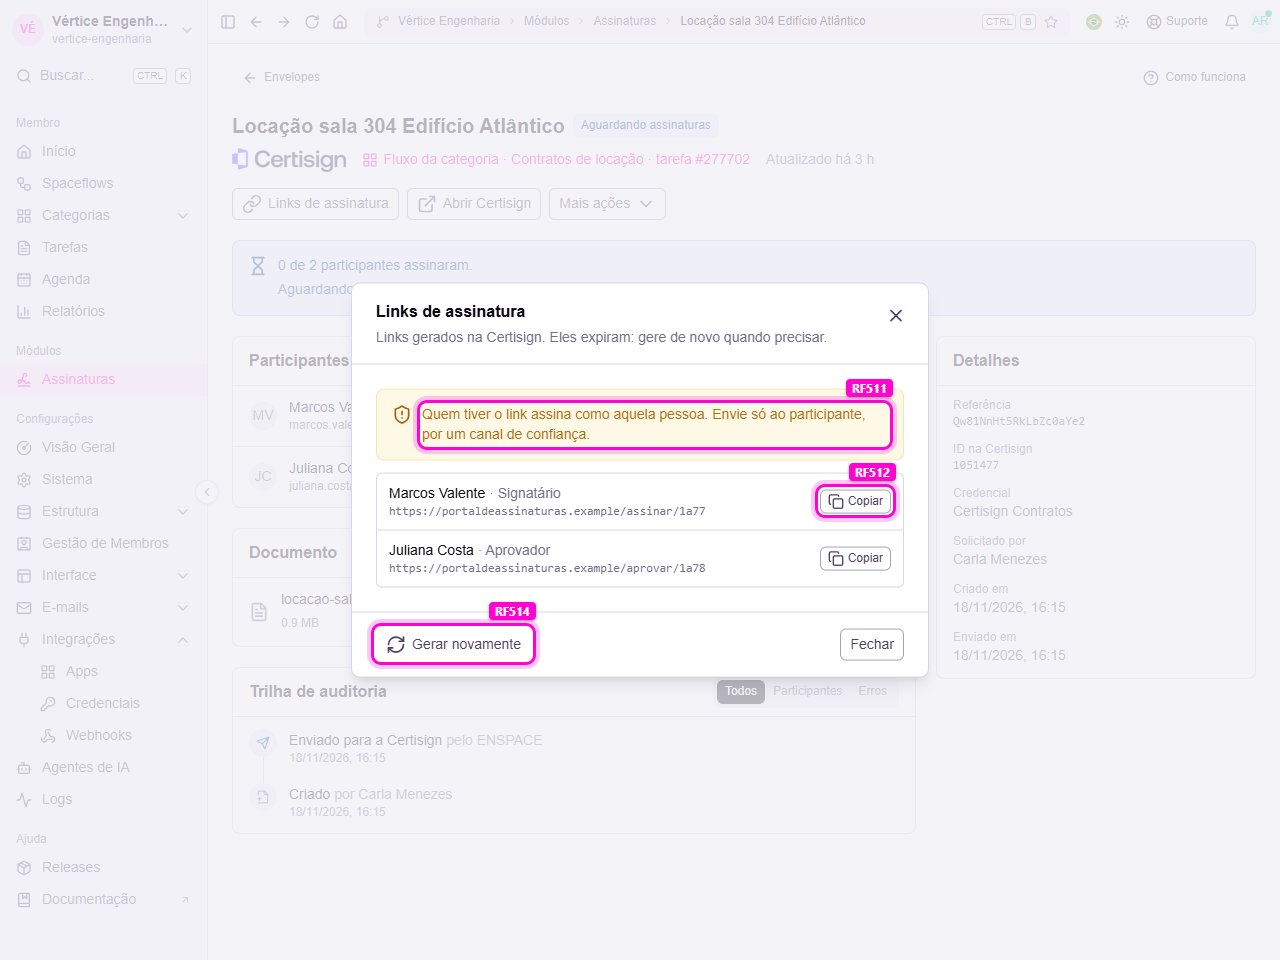 VÉ
Vértice Engenh...
vertice-engenharia
Vértice Engenharia
Módulos
Assinaturas
Locação sala 304 Edifício Atlântico
CTRL
B
Suporte
AR
Buscar...
CTRL
K
Envelopes
Como funciona
Membro
Início
Spaceflows
Categorias
Tarefas
Agenda
Relatórios
Módulos
Assinaturas
Configurações
Visão Geral
Sistema
Estrutura
Gestão de Membros
Interface
E-mails
Integrações
Apps
Credenciais
Webhooks
Agentes de IA
Logs
Ajuda
Releases
Documentação
Locação sala 304 Edifício Atlântico
Aguardando assinaturas
Certisign
Fluxo da categoria · Contratos de locação · tarefa #277702
Atualizado há 3 h
Links de assinatura
Abrir Certisign
Mais ações
0 de 2 participantes assinaram.
Aguardando
Participantes
MV
Marcos Va
marcos.vale
JC
Juliana Co
juliana.costa
Documento
locacao-sal
0.9 MB
Links de assinatura
Links gerados na Certisign. Eles expiram: gere de novo quando precisar.
RF511
Quem tiver o link assina como aquela pessoa. Envie só ao participante,
por um canal de confiança.
RF512
Marcos Valente · Signatário
https://portaldeassinaturas.example/assinar/1a77
Copiar
Juliana Costa · Aprovador
https://portaldeassinaturas.example/aprovar/1a78
Copiar
RF514
Gerar novamente
Fechar
Detalhes
Referência
Qw81NnHt5RkLbZc0aYe2
ID na Certisign
1051477
Credencial
Certisign Contratos
Solicitado por
Carla Menezes
Criado em
18/11/2026, 16:15
Enviado em
18/11/2026, 16:15
Trilha de auditoria
Todos
Participantes
Erros
Enviado para a Certisign pelo ENSPACE
18/11/2026, 16:15
Criado por Carla Menezes
18/11/2026, 16:15